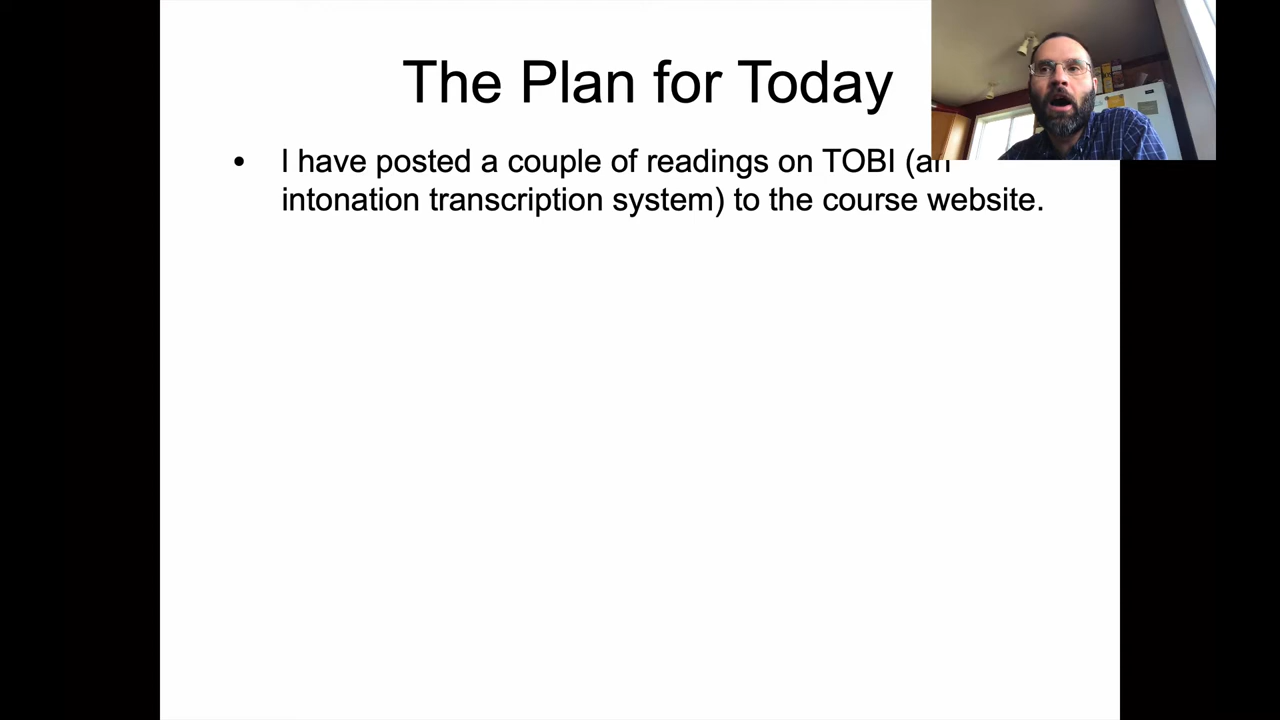 The Plan for Today
• I have posted a couple of readings on TOBI (an
intonation transcription system) to the course website.